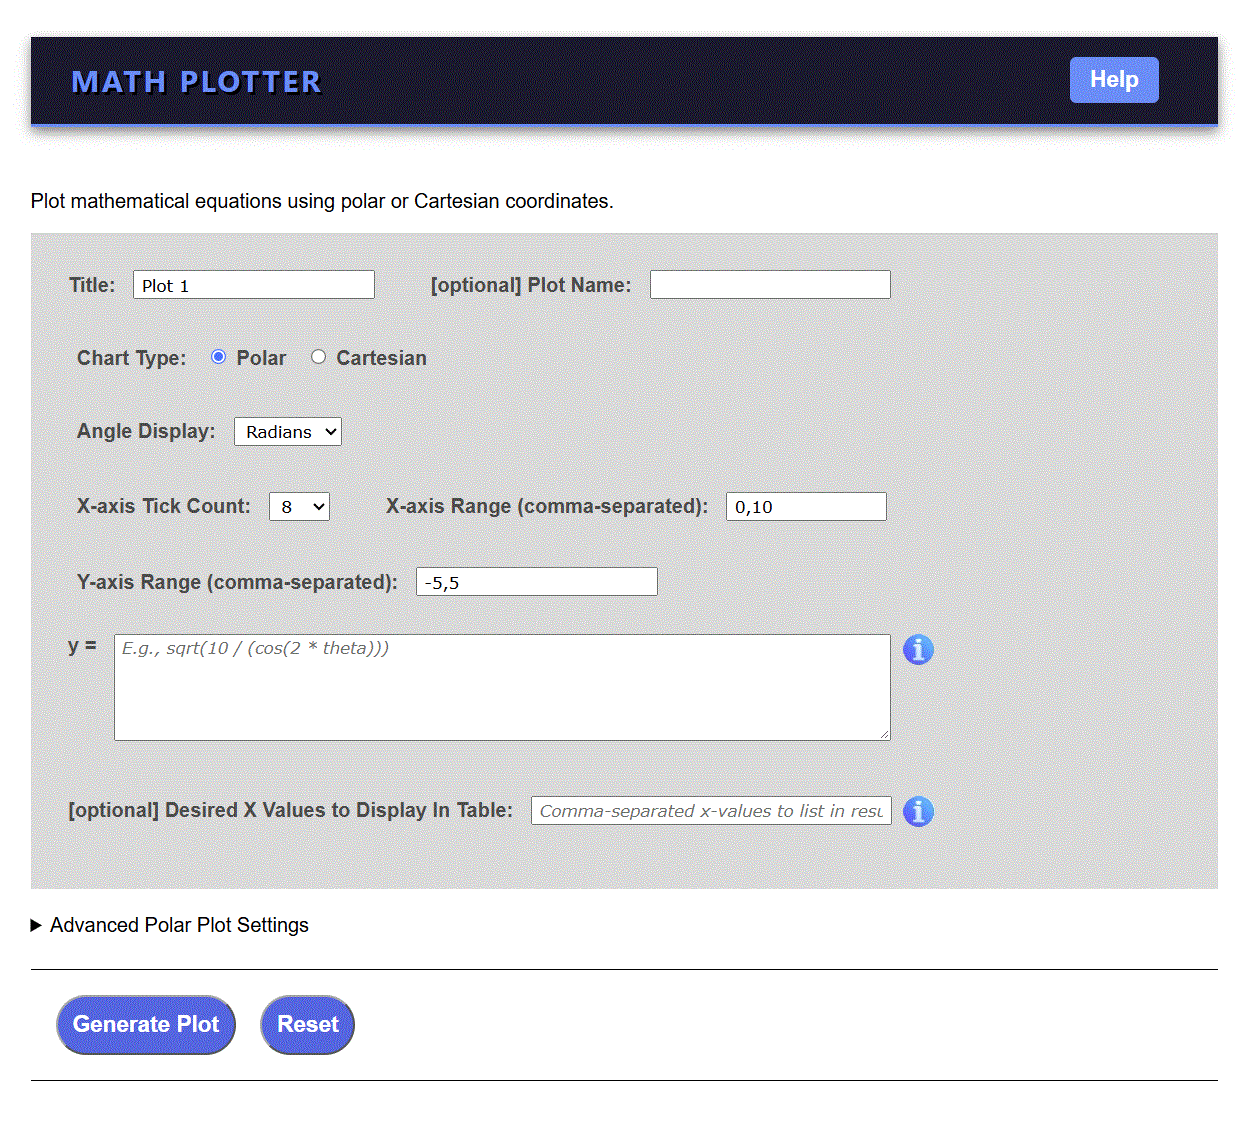 MATH PLOTTER
Help
Plot mathematical equations using polar or Cartesian coordinates.
Title: Plot 1 [optional] Plot Name:
Chart Type: Polar Cartesian
Angle Display: Radians
X-axis Tick Count: 8 X-axis Range (comma-separated): 0,10
Y-axis Range (comma-separated): -5,5
y = E.g., sqrt(10 / (cos(2 * theta)))
i
[optional] Desired X Values to Display In Table: Comma-separated x-values to list in resu
i
Advanced Polar Plot Settings
Generate Plot Reset